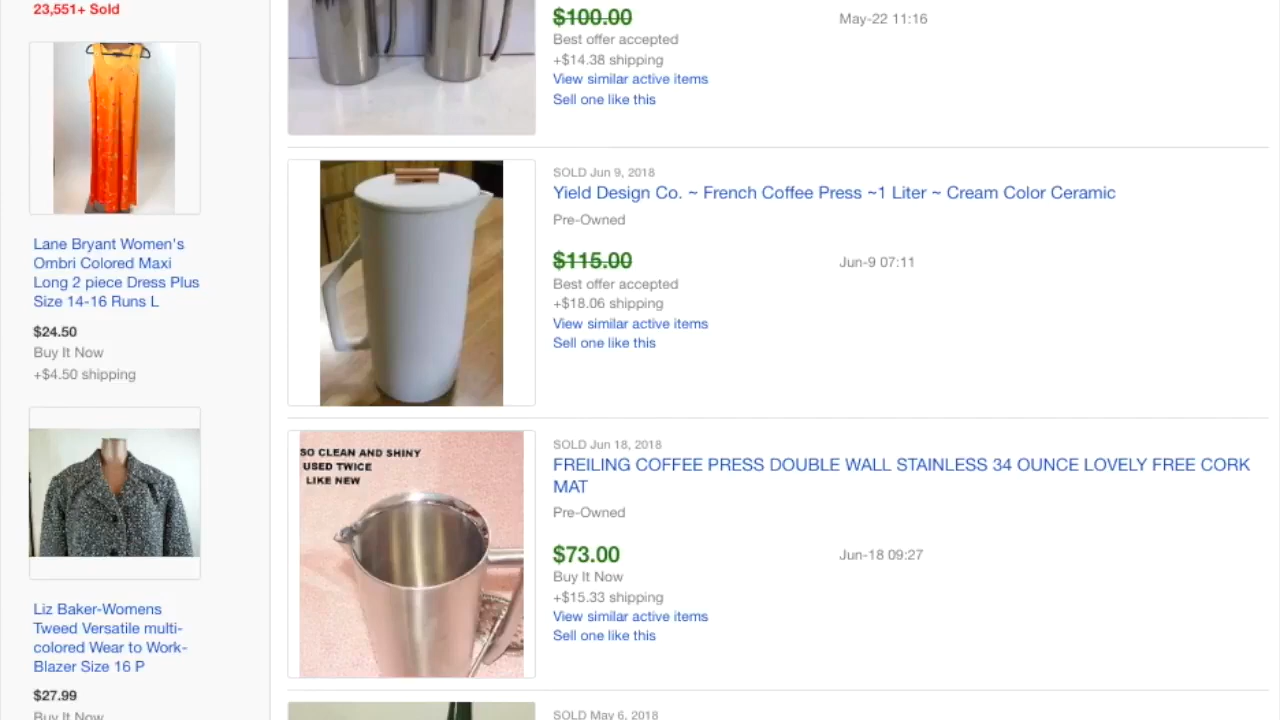 23,551+ Sold
Lane Bryant Women's
Ombri Colored Maxi
Long 2 piece Dress Plus
Size 14-16 Runs L
$24.50
Buy It Now
+$4.50 shipping
Liz Baker-Womens
Tweed Versatile multi-
colored Wear to Work-
Blazer Size 16 P
$27.99
Buy It Now
$100.00
May-22 11:16
Best offer accepted
+$14.38 shipping
View similar active items
Sell one like this
SOLD Jun 9, 2018
Yield Design Co. ~ French Coffee Press ~1 Liter ~ Cream Color Ceramic
Pre-Owned
$115.00
Jun-9 07:11
Best offer accepted
+$18.06 shipping
View similar active items
Sell one like this
SO CLEAN AND SHINY
USED TWICE
LIKE NEW
SOLD Jun 18, 2018
FREILING COFFEE PRESS DOUBLE WALL STAINLESS 34 OUNCE LOVELY FREE CORK
MAT
Pre-Owned
$73.00
Jun-18 09:27
Buy It Now
+$15.33 shipping
View similar active items
Sell one like this
SOLD May 6, 2018